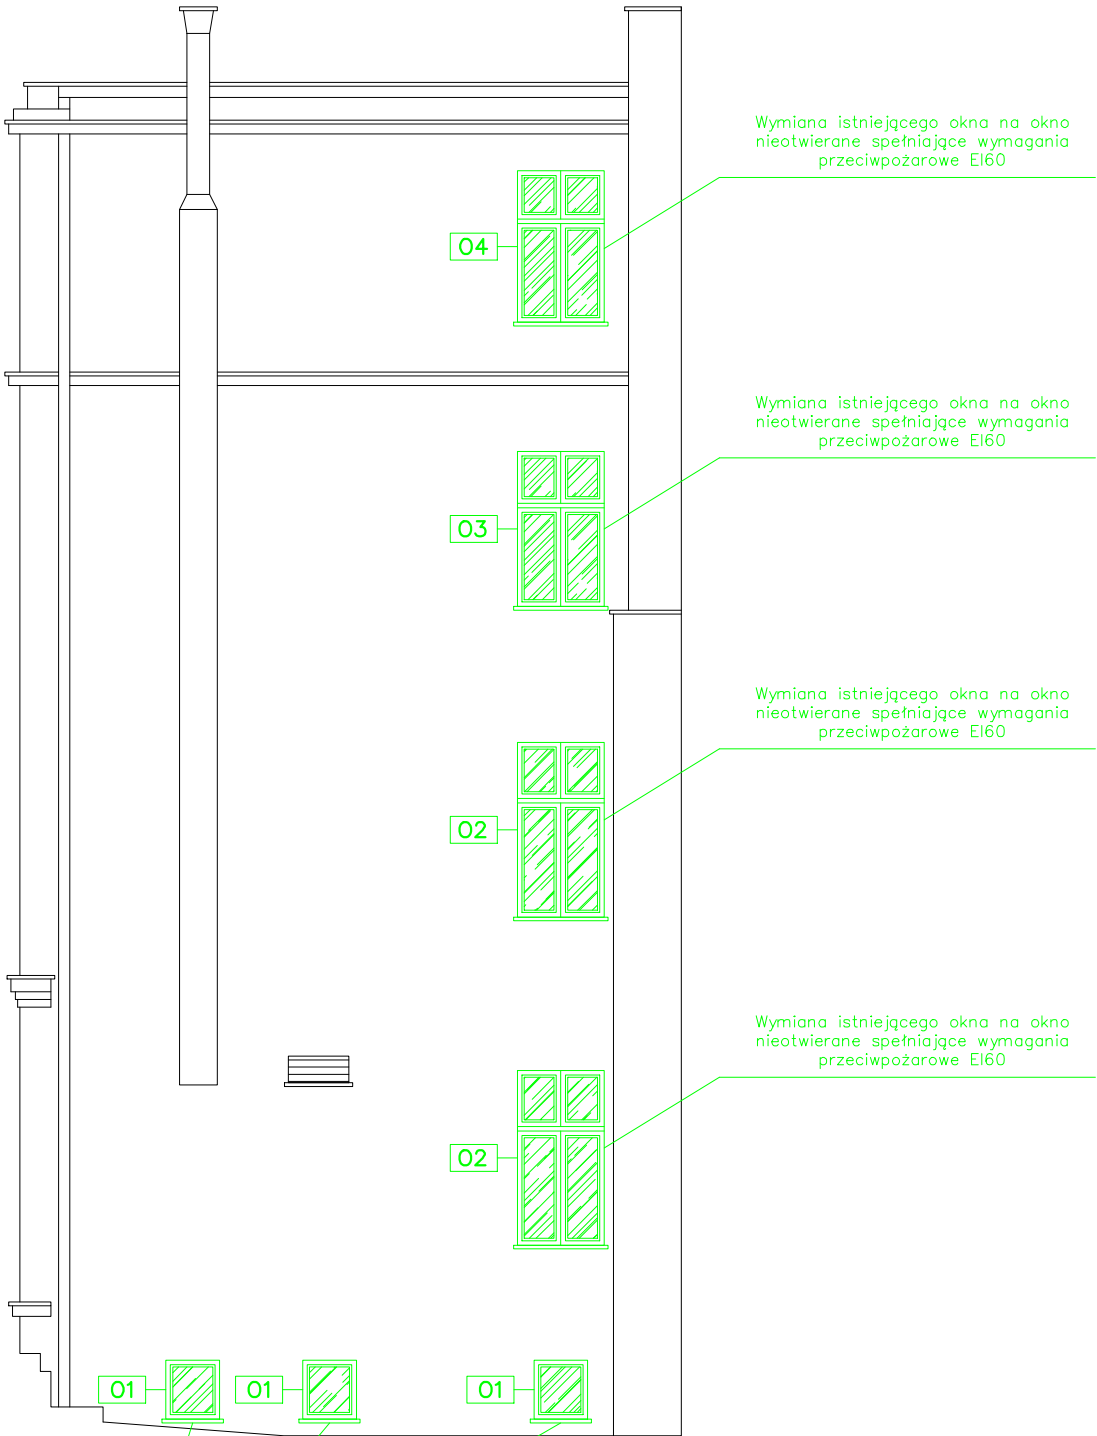 Wymiana istniejącego okna na okno
nieotwierane spełniające wymagania
przeciwpożarowe EI60
O4
Wymiana istniejącego okna na okno
nieotwierane spełniające wymagania
przeciwpożarowe EI60
O3
Wymiana istniejącego okna na okno
nieotwierane spełniające wymagania
przeciwpożarowe EI60
O2
Wymiana istniejącego okna na okno
nieotwierane spełniające wymagania
przeciwpożarowe EI60
O2
O1
O1
O1